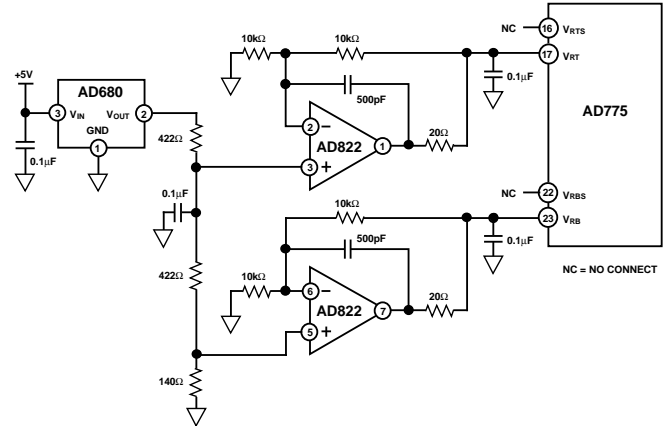 10kΩ
10kΩ
NC
16
VRTS
17
VRT
+5V
AD680
3
VIN
VOUT
2
GND
1
0.1µF
422Ω
500pF
2
–
AD822
1
3
+
20Ω
0.1µF
AD775
0.1µF
NC
22
VRBS
23
VRB
10kΩ
500pF
422Ω
10kΩ
6
–
AD822
7
5
+
20Ω
0.1µF
NC = NO CONNECT
140Ω